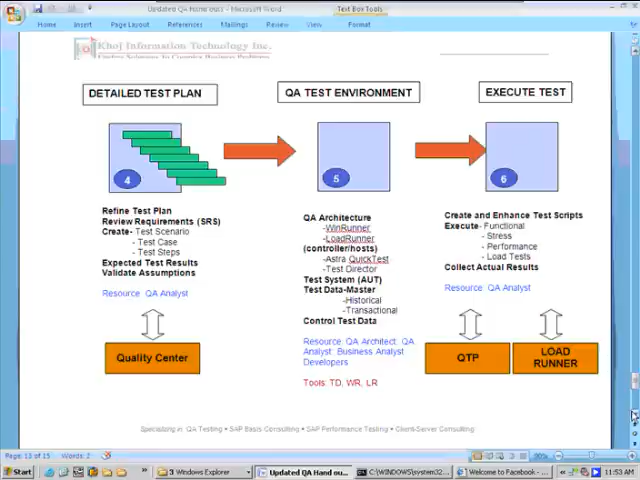 Updated QA Hand outs - Microsoft Word
Text Box Tools
Home Insert Page Layout References Mailings Review View Format
Khoj Information Technology Inc.
DETAILED TEST PLAN
QA TEST ENVIRONMENT
EXECUTE TEST
4
5
6
Refine Test Plan
Review Requirements (SRS)
Create- Test Scenario
- Test Case
- Test Steps
Expected Test Results
Validate Assumptions
Resource: QA Analyst
Quality Center
QA Architecture
-WinRunner
-LoadRunner
(controller/hosts)
-Astra QuickTest
-Test Director
Test System (AUT)
Test Data-Master
-Historical
-Transactional
Control Test Data
Resource: QA Architect: QA
Analyst: Business Analyst
Developers
Tools: TD, WR, LR
Create and Enhance Test Scripts
Execute- Functional
- Stress
- Performance
- Load Tests
Collect Actual Results
Resource: QA Analyst
QTP
LOAD
RUNNER
Specializing in: QA Testing • SAP Basis Consulting • SAP Performance Testing • Client-Server Consulting
Page: 13 of 15 Words: 2
90%
Start
3 Windows Explorer
Updated QA Hand ou...
C:\WINDOWS\system32...
Welcome to Facebook - ...
11:53 AM